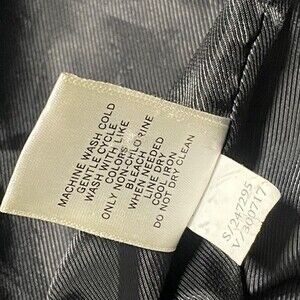 MACHINE WASH COLD
GENTLE CYCLE
WASH WITH LIKE
COLORS
ONLY NON-CHLORINE
BLEACH
WHEN NEEDED
LINE DRY
COOL IRON
DO NOT DRY CLEAN
S/247295
V/300717